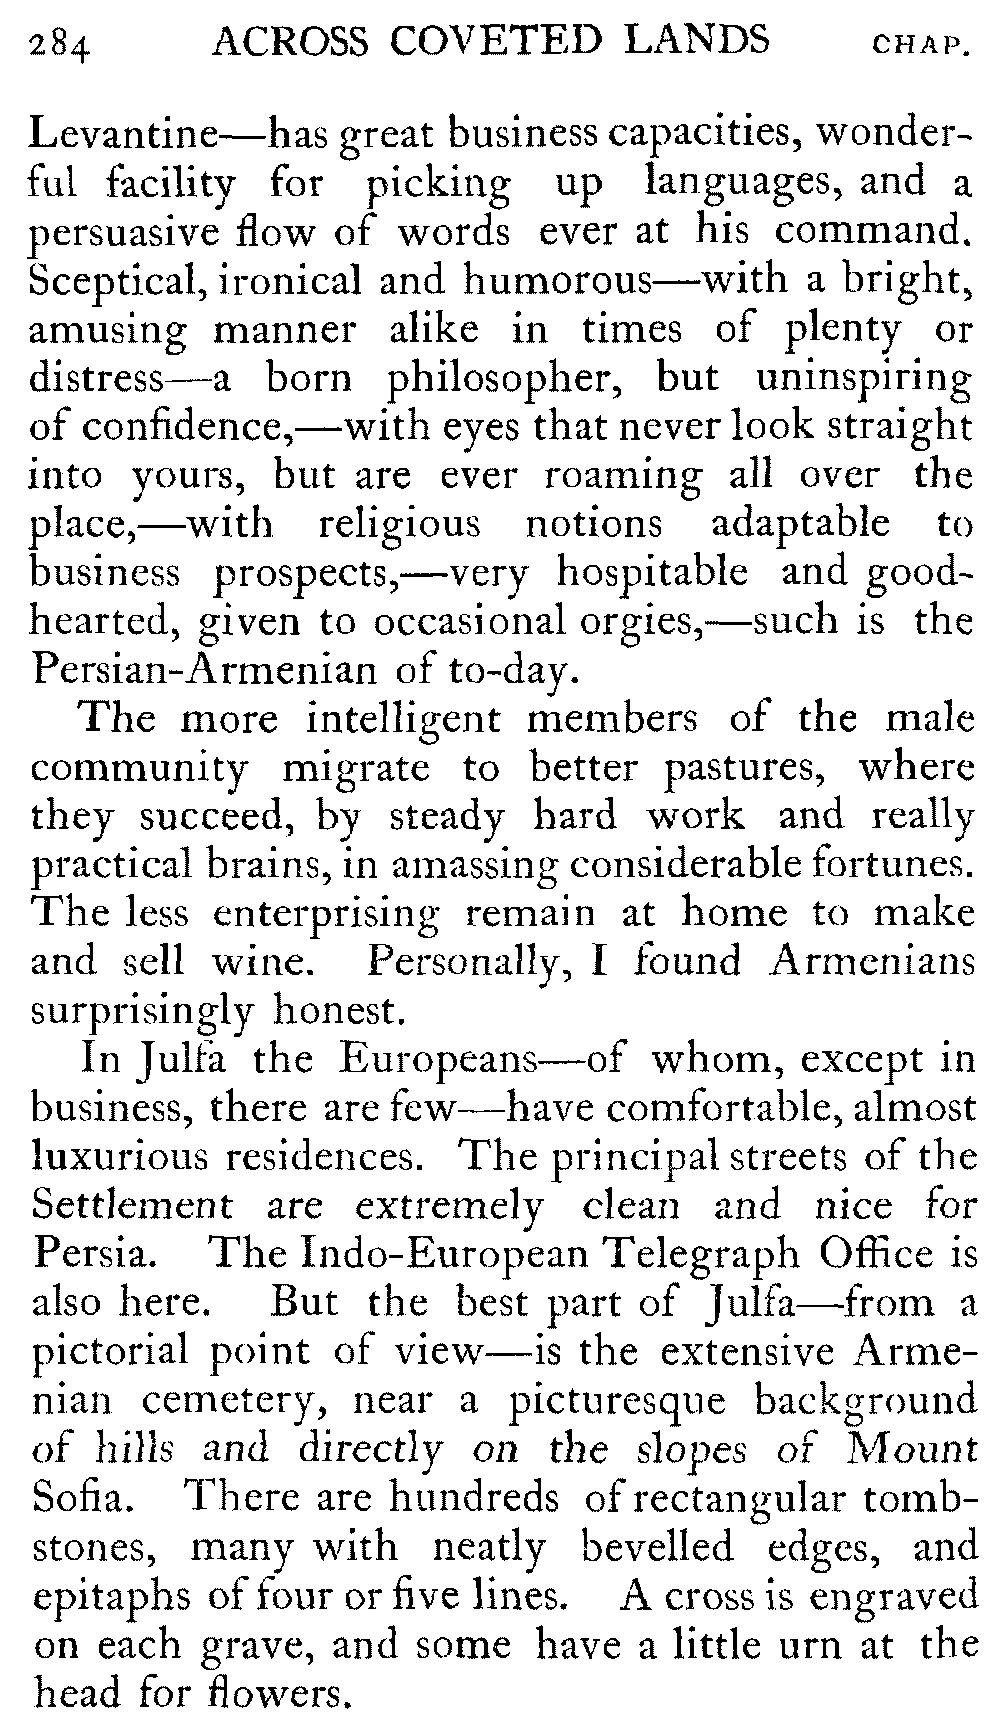 284 ACROSS COVETED LANDS CHAP.
Levantine—has great business capacities, wonder-
ful facility for picking up languages, and a
persuasive flow of words ever at his command.
Sceptical, ironical and humorous—with a bright,
amusing manner alike in times of plenty or
distress—a born philosopher, but uninspiring
of confidence,—with eyes that never look straight
into yours, but are ever roaming all over the
place,—with religious notions adaptable to
business prospects,—very hospitable and good-
hearted, given to occasional orgies,—such is the
Persian-Armenian of to-day.
The more intelligent members of the male
community migrate to better pastures, where
they succeed, by steady hard work and really
practical brains, in amassing considerable fortunes.
The less enterprising remain at home to make
and sell wine. Personally, I found Armenians
surprisingly honest.
In Julfa the Europeans—of whom, except in
business, there are few—have comfortable, almost
luxurious residences. The principal streets of the
Settlement are extremely clean and nice for
Persia. The Indo-European Telegraph Office is
also here. But the best part of Julfa—from a
pictorial point of view—is the extensive Arme-
nian cemetery, near a picturesque background
of hills and directly on the slopes of Mount
Sofia. There are hundreds of rectangular tomb-
stones, many with neatly bevelled edges, and
epitaphs of four or five lines. A cross is engraved
on each grave, and some have a little urn at the
head for flowers.